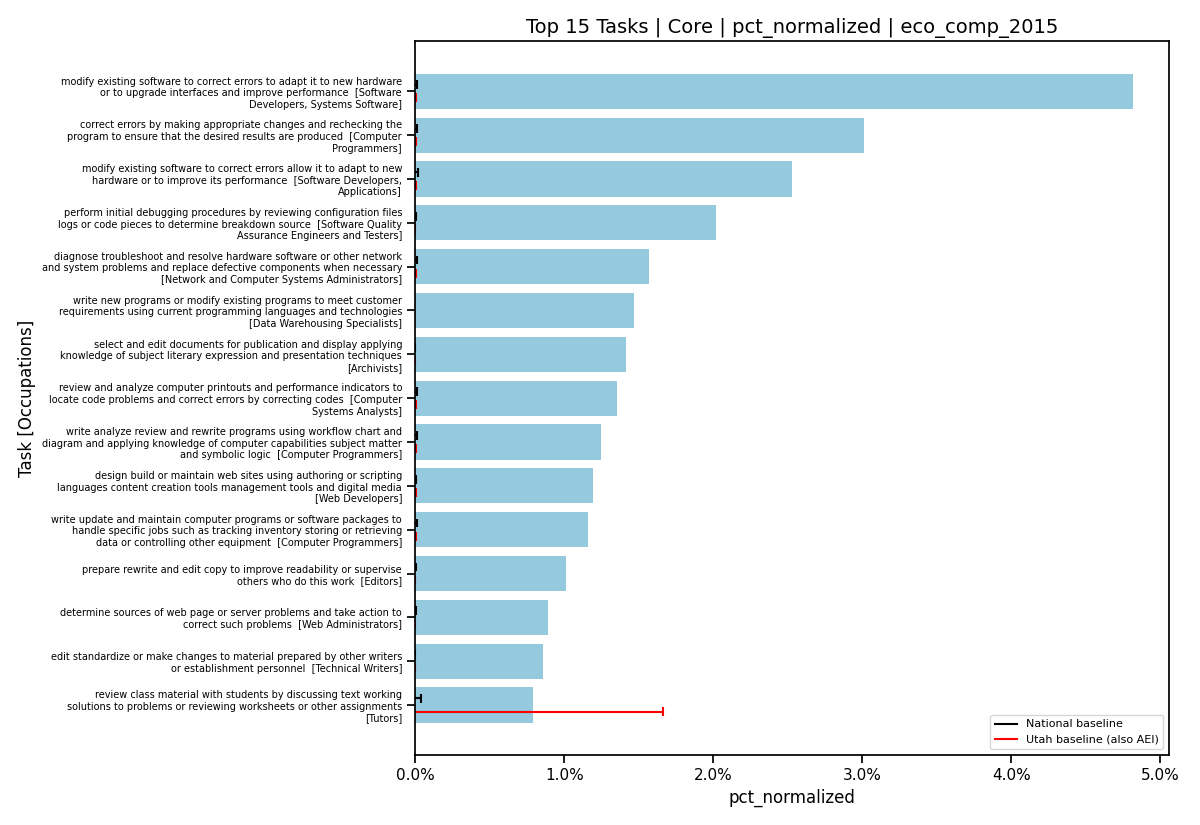 Top 15 Tasks | Core | pct_normalized | eco_comp_2015
Task [Occupations]
modify existing software to correct errors to adapt it to new hardware
or to upgrade interfaces and improve performance [Software
Developers, Systems Software]
correct errors by making appropriate changes and rechecking the
program to ensure that the desired results are produced [Computer
Programmers]
modify existing software to correct errors allow it to adapt to new
hardware or to improve its performance [Software Developers,
Applications]
perform initial debugging procedures by reviewing configuration files
logs or code pieces to determine breakdown source [Software Quality
Assurance Engineers and Testers]
diagnose troubleshoot and resolve hardware software or other network
and system problems and replace defective components when necessary
[Network and Computer Systems Administrators]
write new programs or modify existing programs to meet customer
requirements using current programming languages and technologies
[Data Warehousing Specialists]
select and edit documents for publication and display applying
knowledge of subject literary expression and presentation techniques
[Archivists]
review and analyze computer printouts and performance indicators to
locate code problems and correct errors by correcting codes [Computer
Systems Analysts]
write analyze review and rewrite programs using workflow chart and
diagram and applying knowledge of computer capabilities subject matter
and symbolic logic [Computer Programmers]
design build or maintain web sites using authoring or scripting
languages content creation tools management tools and digital media
[Web Developers]
write update and maintain computer programs or software packages to
handle specific jobs such as tracking inventory storing or retrieving
data or controlling other equipment [Computer Programmers]
prepare rewrite and edit copy to improve readability or supervise
others who do this work [Editors]
determine sources of web page or server problems and take action to
correct such problems [Web Administrators]
edit standardize or make changes to material prepared by other writers
or establishment personnel [Technical Writers]
review class material with students by discussing text working
solutions to problems or reviewing worksheets or other assignments
[Tutors]
National baseline
Utah baseline (also AEI)
0.0% 1.0% 2.0% 3.0% 4.0% 5.0%
pct_normalized